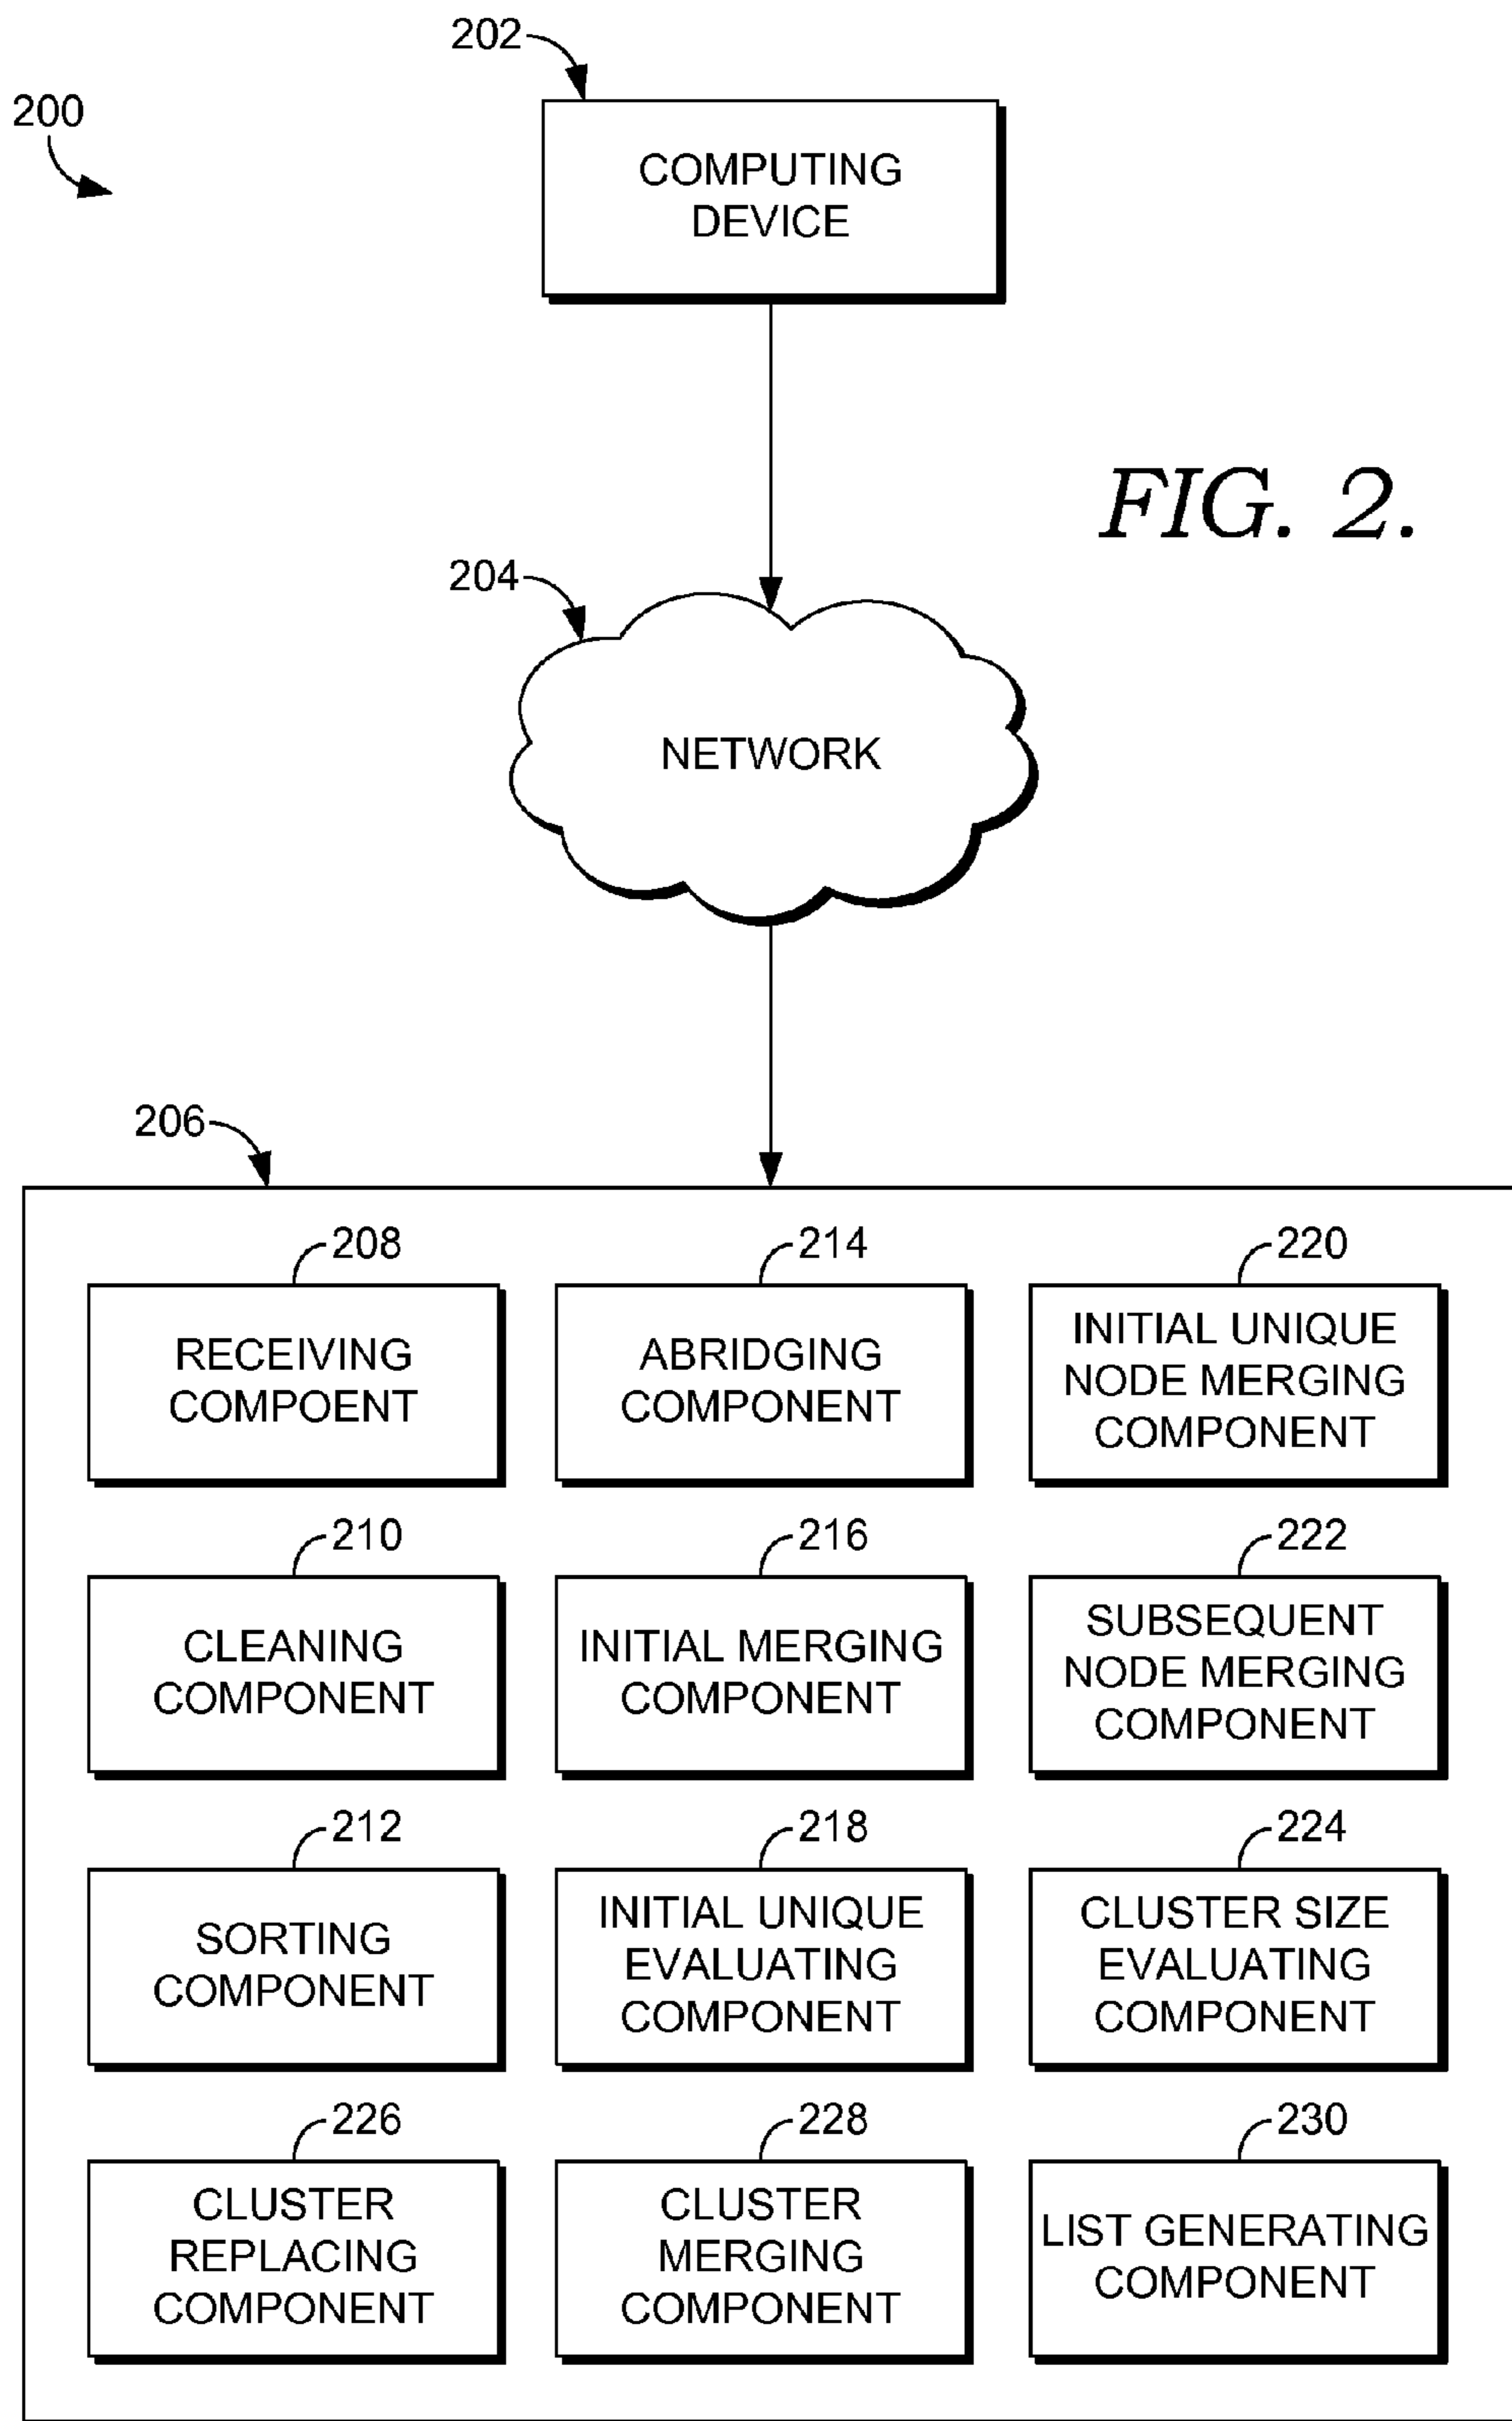 202
200
COMPUTING
DEVICE
FIG. 2.
204
NETWORK
206
208
RECEIVING
COMPOENT
214
ABRIDGING
COMPONENT
220
INITIAL UNIQUE
NODE MERGING
COMPONENT
210
CLEANING
COMPONENT
216
INITIAL MERGING
COMPONENT
222
SUBSEQUENT
NODE MERGING
COMPONENT
212
SORTING
COMPONENT
218
INITIAL UNIQUE
EVALUATING
COMPONENT
224
CLUSTER SIZE
EVALUATING
COMPONENT
226
CLUSTER
REPLACING
COMPONENT
228
CLUSTER
MERGING
COMPONENT
230
LIST GENERATING
COMPONENT